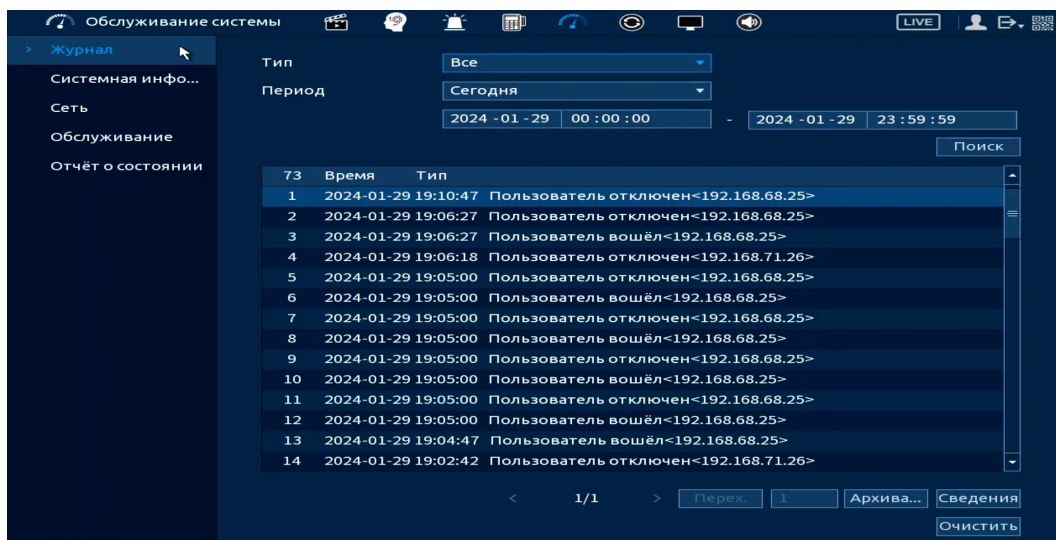 Обслуживание системы LIVE
Журнал
Системная инфо...
Сеть
Обслуживание
Отчёт о состоянии
Тип Все
Период Сегодня
2024 -01 -29 00 : 00 : 00 - 2024 -01 -29 23 : 59 : 59
Поиск
73 Время Тип
1 2024-01-29 19:10:47 Пользователь отключен<192.168.68.25>
2 2024-01-29 19:06:27 Пользователь отключен<192.168.68.25>
3 2024-01-29 19:06:27 Пользователь вошёл<192.168.68.25>
4 2024-01-29 19:06:18 Пользователь отключен<192.168.71.26>
5 2024-01-29 19:05:00 Пользователь отключен<192.168.68.25>
6 2024-01-29 19:05:00 Пользователь вошёл<192.168.68.25>
7 2024-01-29 19:05:00 Пользователь отключен<192.168.68.25>
8 2024-01-29 19:05:00 Пользователь вошёл<192.168.68.25>
9 2024-01-29 19:05:00 Пользователь отключен<192.168.68.25>
10 2024-01-29 19:05:00 Пользователь вошёл<192.168.68.25>
11 2024-01-29 19:05:00 Пользователь отключен<192.168.68.25>
12 2024-01-29 19:05:00 Пользователь вошёл<192.168.68.25>
13 2024-01-29 19:04:47 Пользователь вошёл<192.168.68.25>
14 2024-01-29 19:02:42 Пользователь отключен<192.168.71.26>
< 1/1 > Перех. 1 Архива... Сведения
Очистить